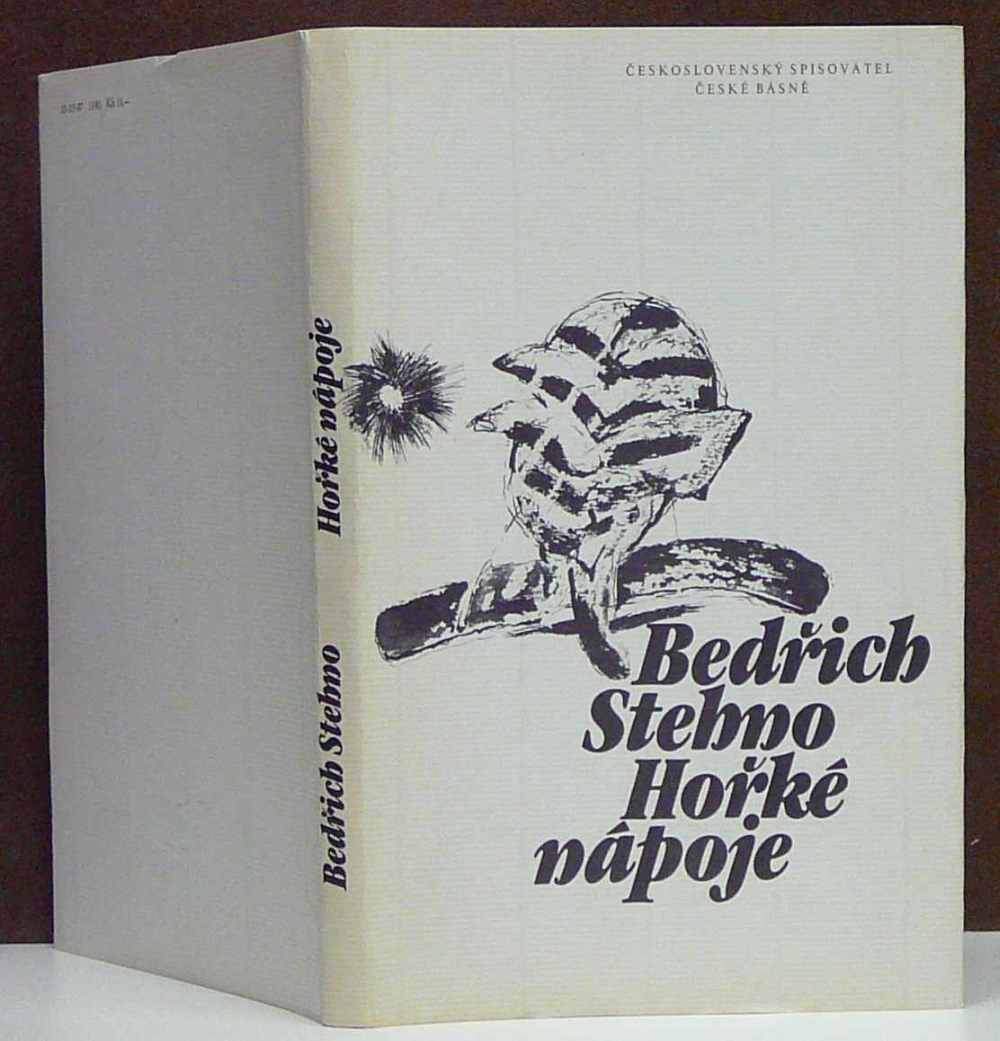 ČESKOSLOVENSKÝ SPISOVATEL
ČESKÉ BÁSNĚ
Bedřich
Stehno
Hořké
nápoje
Bedřich Stehno Hořké nápoje